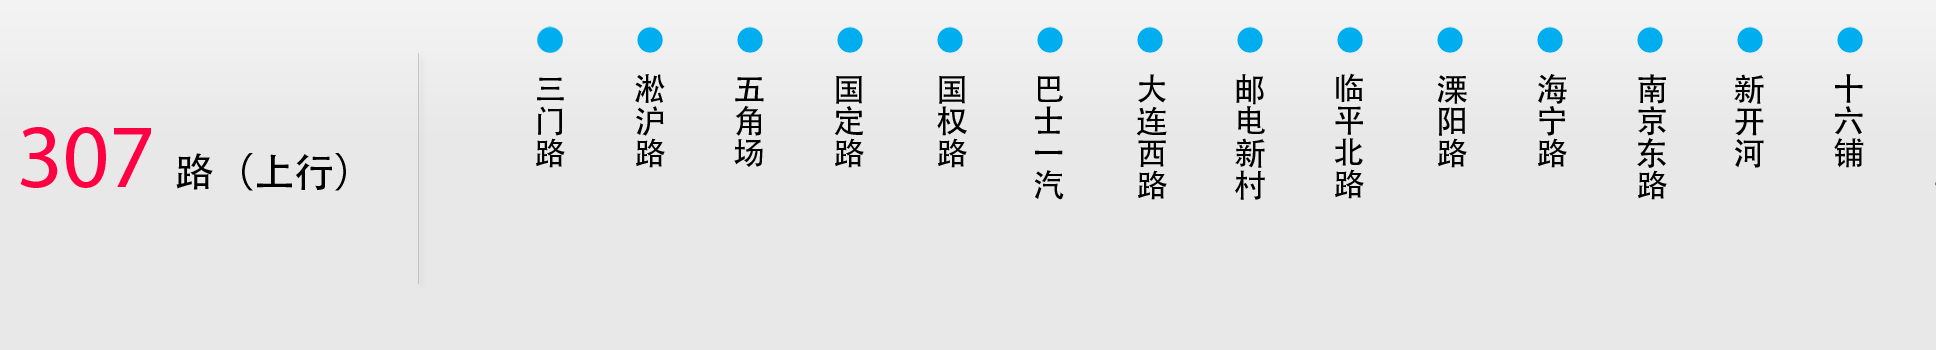 307 路（上行）
三门路
淞沪路
五角场
国定路
国权路
巴士一汽
大连西路
邮电新村
临平北路
溧阳路
海宁路
南京东路
新开河
十六铺